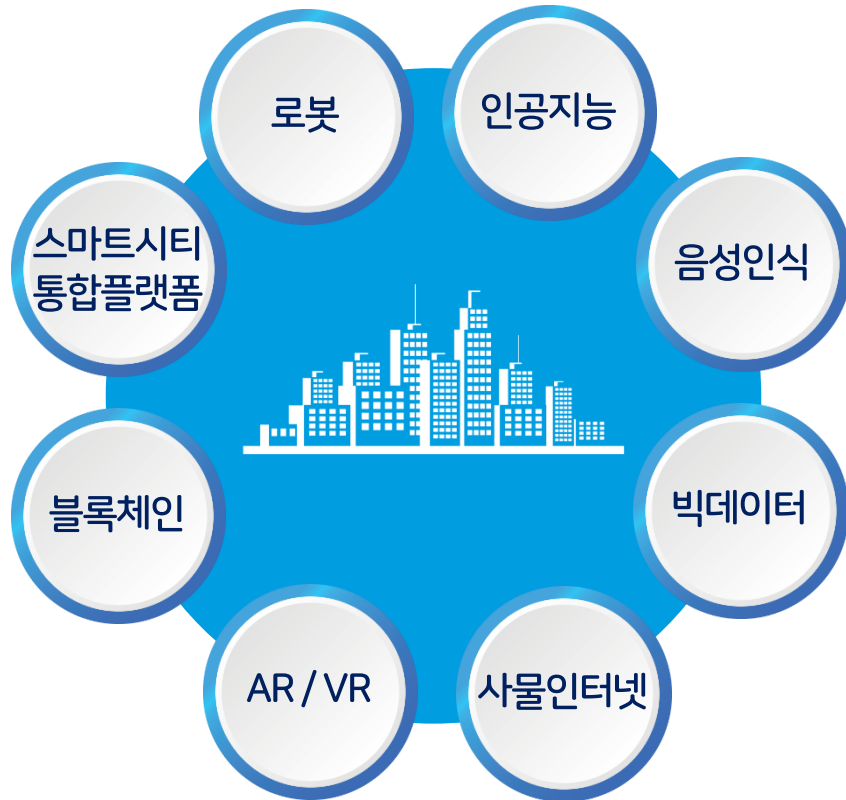 로봇
인공지능
스마트시티
통합플랫폼
음성인식
블록체인
빅데이터
AR / VR
사물인터넷